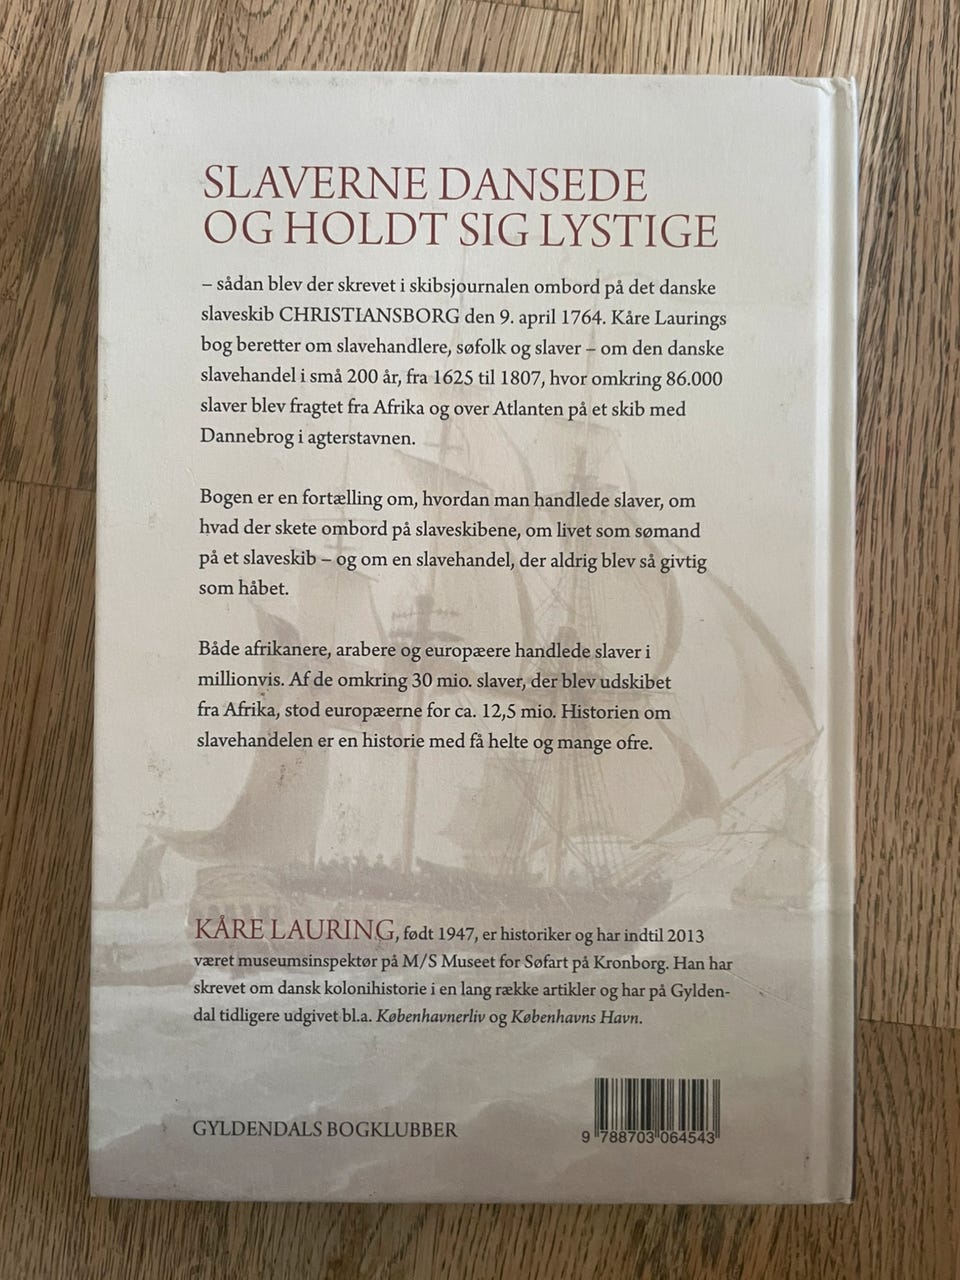 SLAVERNE DANSEDE
OG HOLDT SIG LYSTIGE
– sådan blev der skrevet i skibsjournalen ombord på det danske
slaveskib CHRISTIANSBORG den 9. april 1764. Kåre Laurings
bog beretter om slavehandlere, søfolk og slaver – om den danske
slavehandel i små 200 år, fra 1625 til 1807, hvor omkring 86.000
slaver blev fragtet fra Afrika og over Atlanten på et skib med
Dannebrog i agterstavnen.
Bogen er en fortælling om, hvordan man handlede slaver, om
hvad der skete ombord på slaveskibene, om livet som sømand
på et slaveskib – og om en slavehandel, der aldrig blev så givtig
som håbet.
Både afrikanere, arabere og europæere handlede slaver i
millionvis. Af de omkring 30 mio. slaver, der blev udskibet
fra Afrika, stod europæerne for ca. 12,5 mio. Historien om
slavehandelen er en historie med få helte og mange ofre.
KÅRE LAURING, født 1947, er historiker og har indtil 2013
været museumsinspektør på M/S Museet for Søfart på Kronborg. Han har
skrevet om dansk kolonihistorie i en lang række artikler og har på Gylden-
dal tidligere udgivet bl.a. Københavnerliv og Københavns Havn.
GYLDENDALS BOGKLUBBER
9 788703 064543